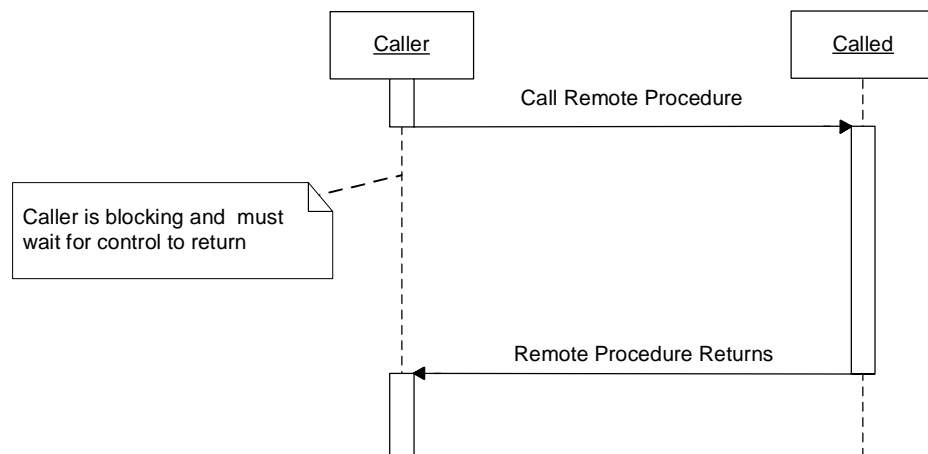 Caller
Called
Call Remote Procedure
Caller is blocking and  must
wait for control to return
Remote Procedure Returns